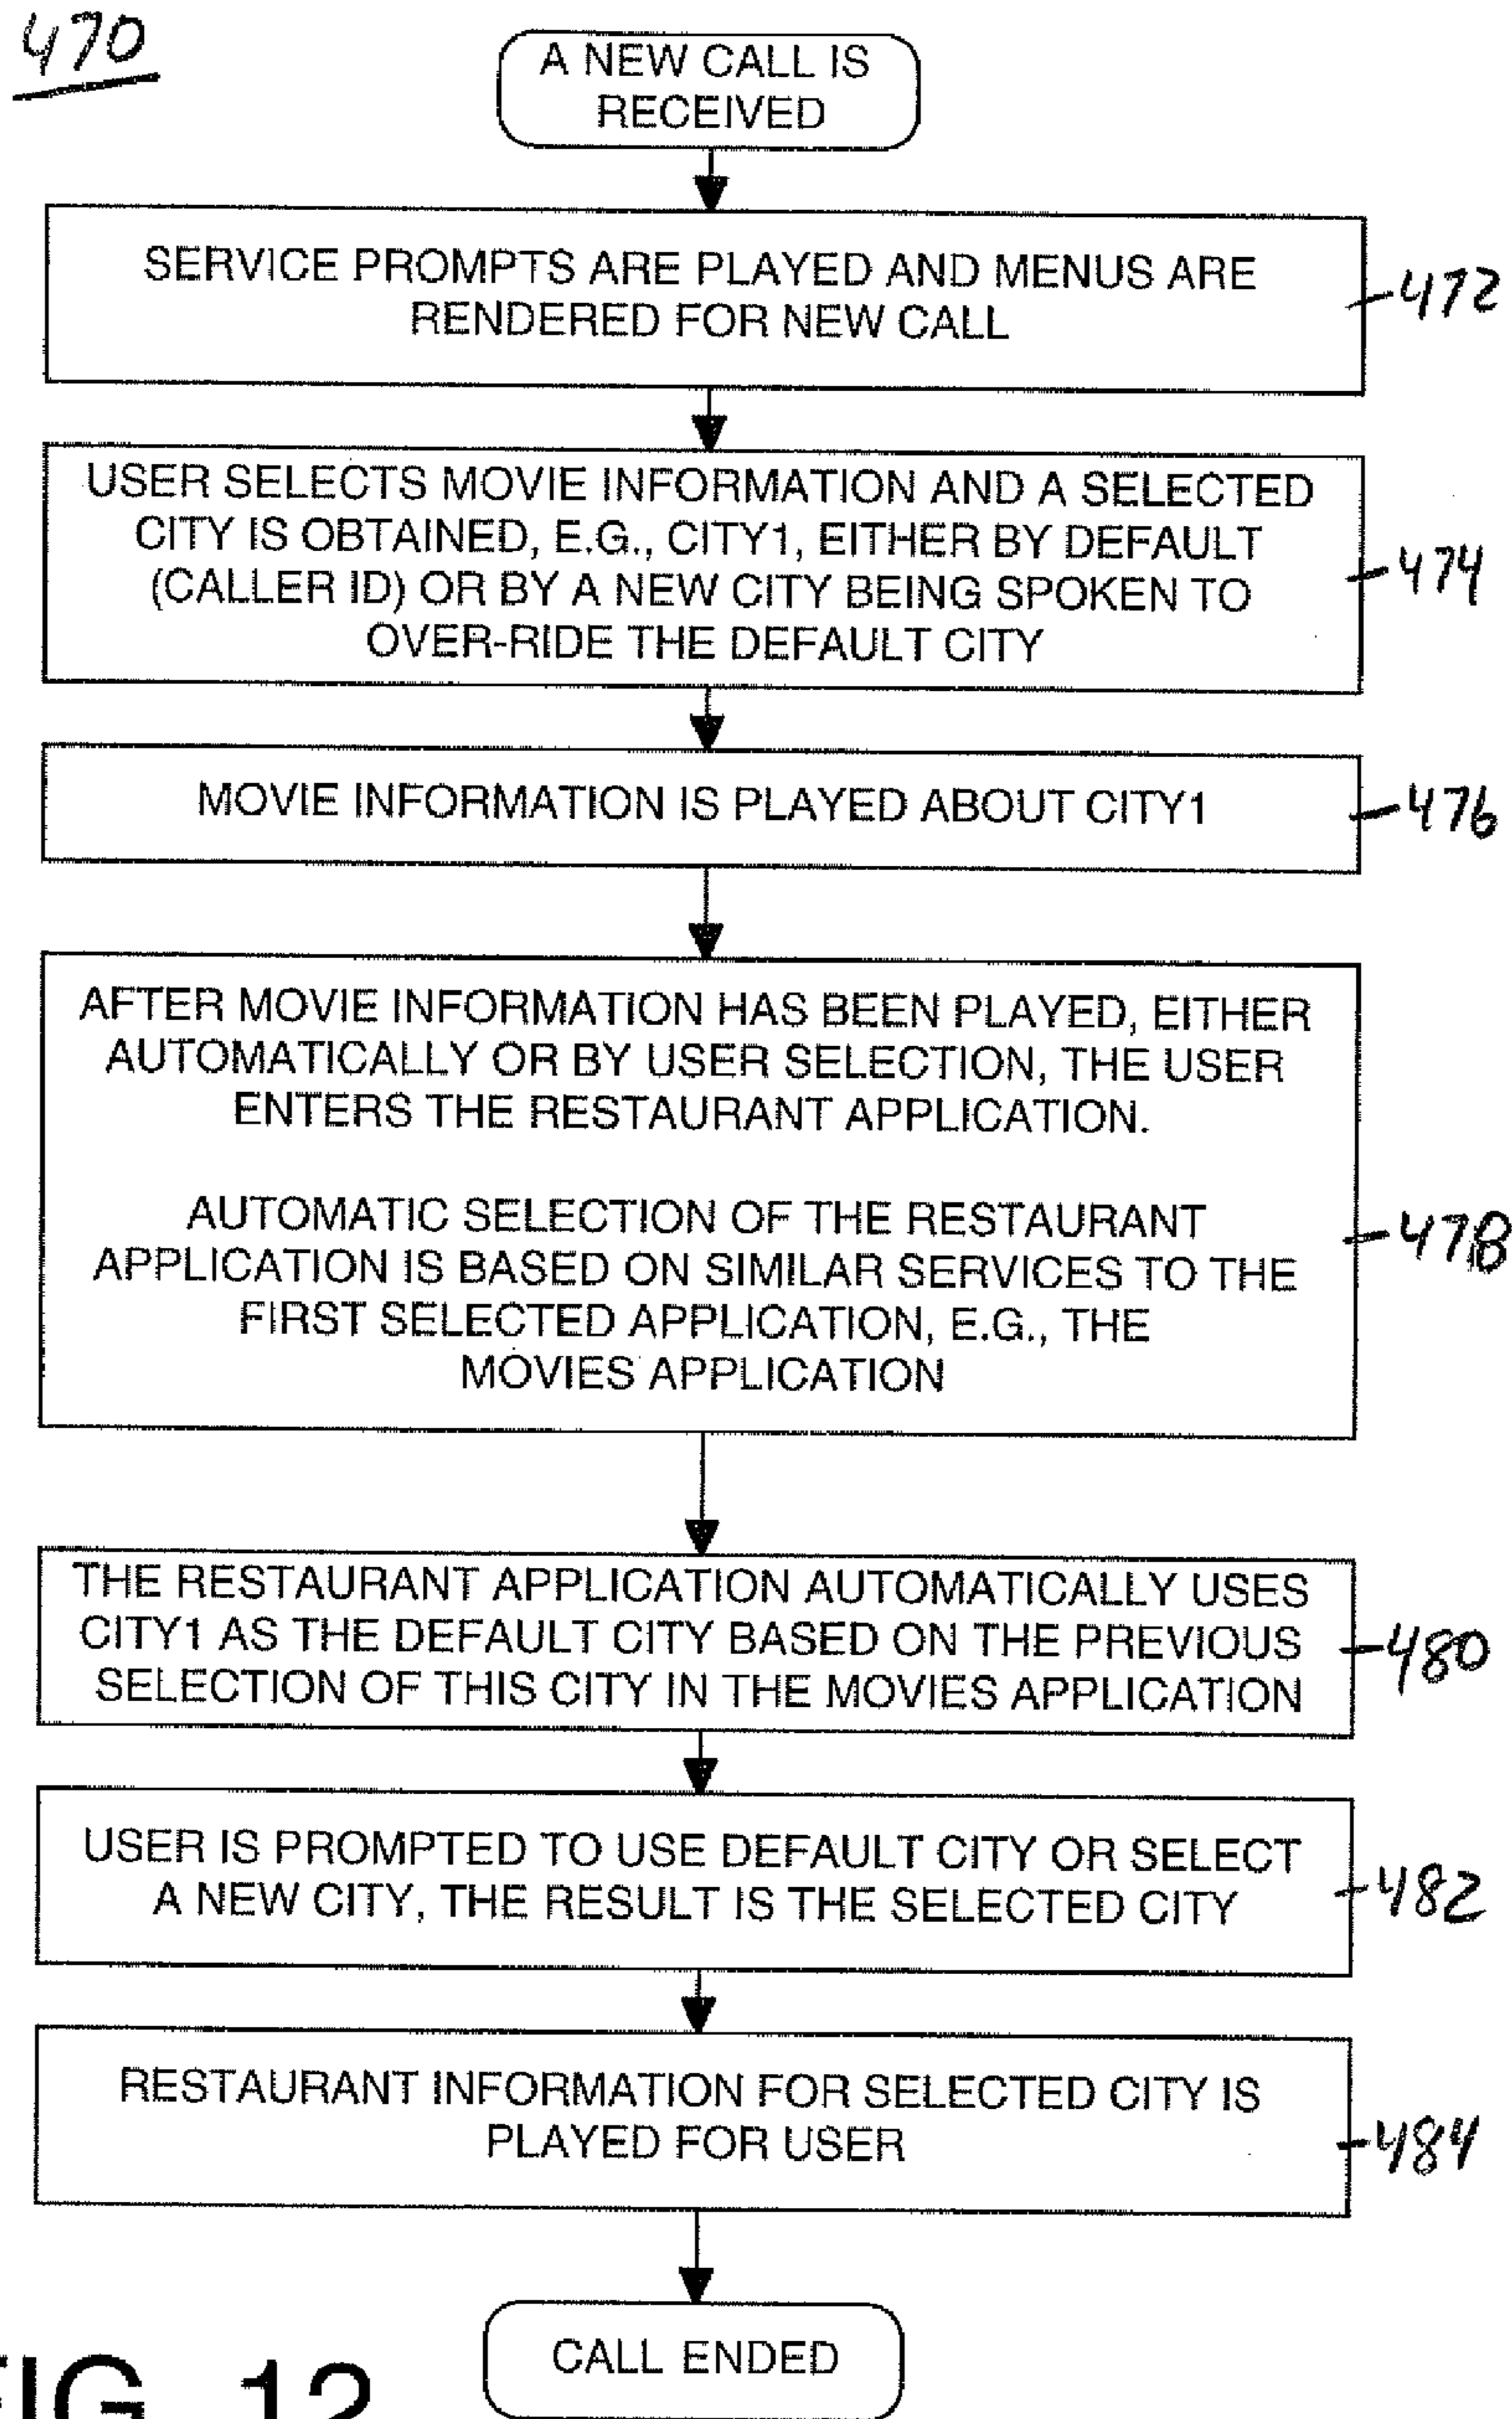 470
A NEW CALL IS
RECEIVED
SERVICE PROMPTS ARE PLAYED AND MENUS ARE
RENDERED FOR NEW CALL
472
USER SELECTS MOVIE INFORMATION AND A SELECTED
CITY IS OBTAINED, E.G., CITY1, EITHER BY DEFAULT
(CALLER ID) OR BY A NEW CITY BEING SPOKEN TO
OVER-RIDE THE DEFAULT CITY
474
MOVIE INFORMATION IS PLAYED ABOUT CITY1
476
AFTER MOVIE INFORMATION HAS BEEN PLAYED, EITHER
AUTOMATICALLY OR BY USER SELECTION, THE USER
ENTERS THE RESTAURANT APPLICATION.
AUTOMATIC SELECTION OF THE RESTAURANT
APPLICATION IS BASED ON SIMILAR SERVICES TO THE
FIRST SELECTED APPLICATION, E.G., THE
MOVIES APPLICATION
478
THE RESTAURANT APPLICATION AUTOMATICALLY USES
CITY1 AS THE DEFAULT CITY BASED ON THE PREVIOUS
SELECTION OF THIS CITY IN THE MOVIES APPLICATION
480
USER IS PROMPTED TO USE DEFAULT CITY OR SELECT
A NEW CITY, THE RESULT IS THE SELECTED CITY
482
RESTAURANT INFORMATION FOR SELECTED CITY IS
PLAYED FOR USER
484
CALL ENDED
FIG. 12